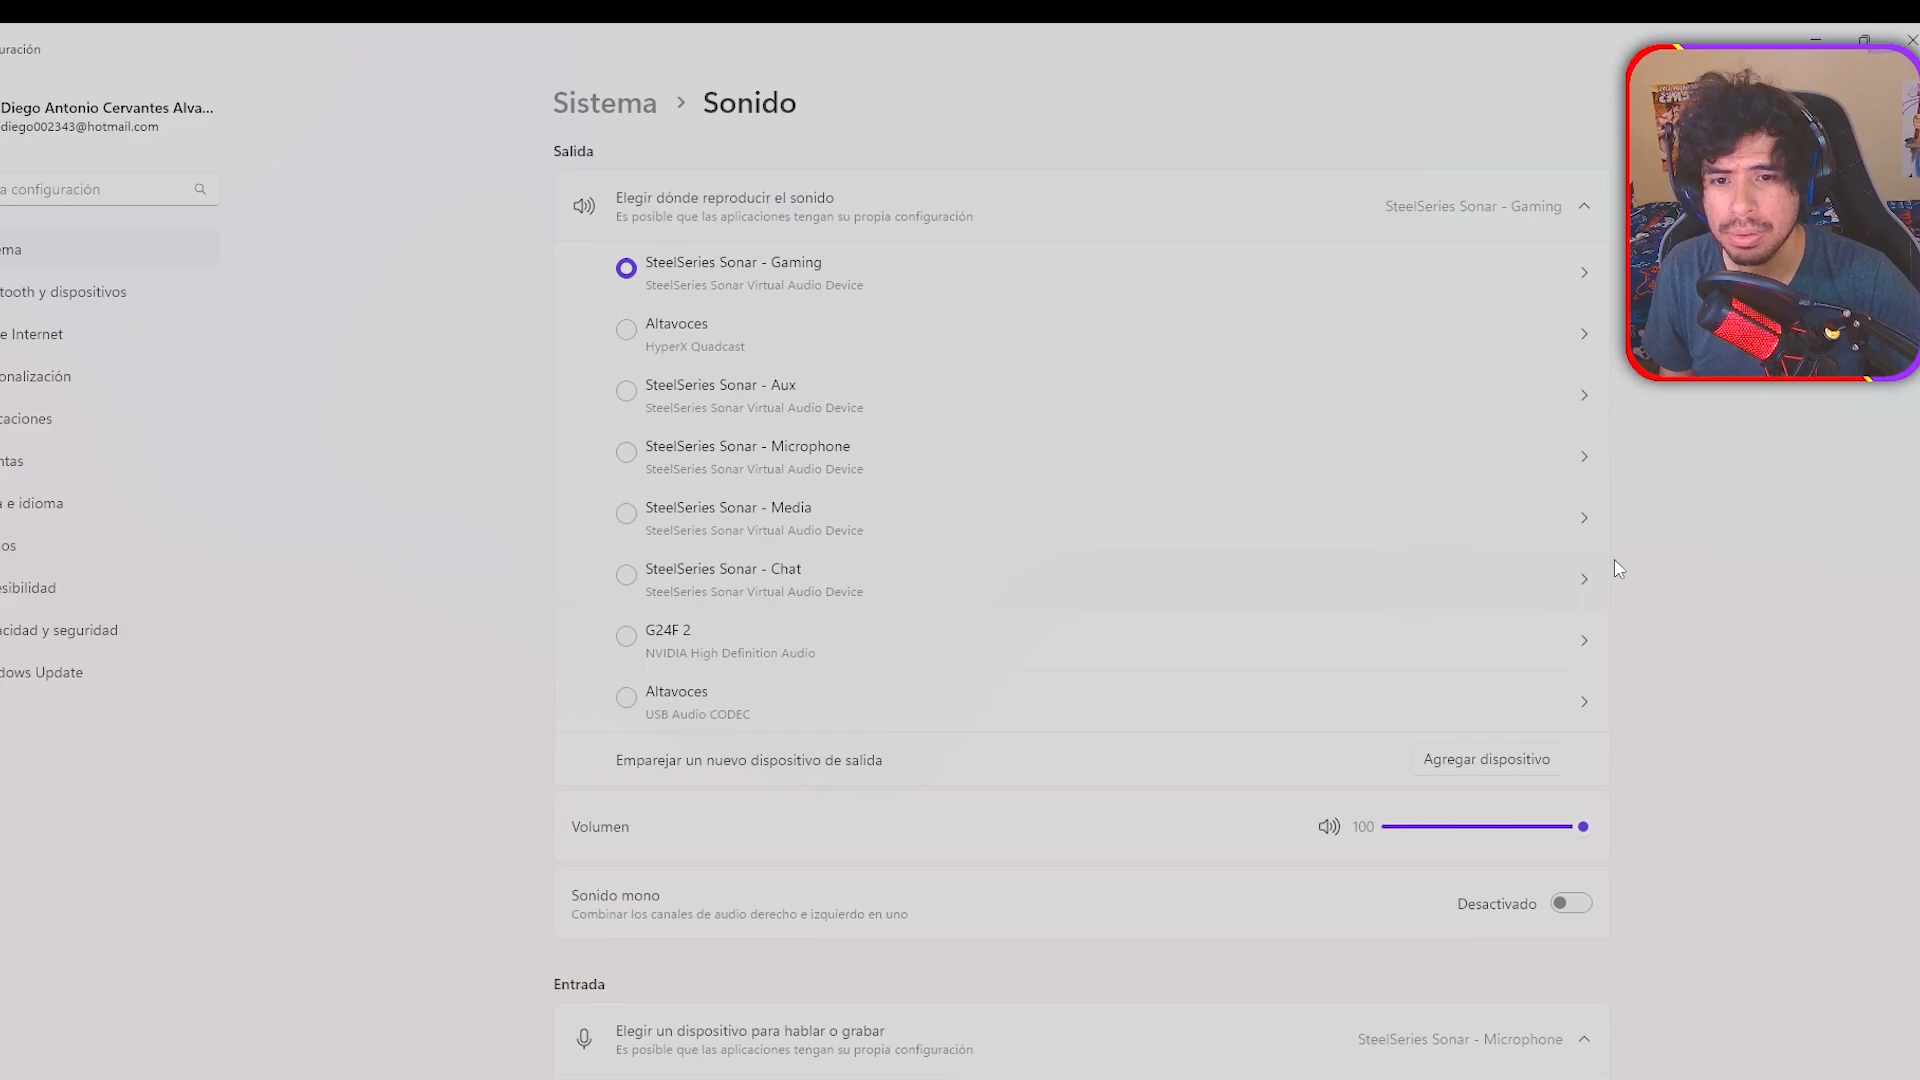 uración
Diego Antonio Cervantes Alva...
diego002343@hotmail.com
a configuración
ema
tooth y dispositivos
e Internet
onalización
caciones
ntas
a e idioma
os
esibilidad
acidad y seguridad
dows Update
Sistema > Sonido
Salida
Elegir dónde reproducir el sonido
Es posible que las aplicaciones tengan su propia configuración
SteelSeries Sonar - Gaming
SteelSeries Sonar - Gaming
SteelSeries Sonar Virtual Audio Device
Altavoces
HyperX Quadcast
SteelSeries Sonar - Aux
SteelSeries Sonar Virtual Audio Device
SteelSeries Sonar - Microphone
SteelSeries Sonar Virtual Audio Device
SteelSeries Sonar - Media
SteelSeries Sonar Virtual Audio Device
SteelSeries Sonar - Chat
SteelSeries Sonar Virtual Audio Device
G24F 2
NVIDIA High Definition Audio
Altavoces
USB Audio CODEC
Emparejar un nuevo dispositivo de salida
Agregar dispositivo
Volumen
100
Sonido mono
Combinar los canales de audio derecho e izquierdo en uno
Desactivado
Entrada
Elegir un dispositivo para hablar o grabar
Es posible que las aplicaciones tengan su propia configuración
SteelSeries Sonar - Microphone